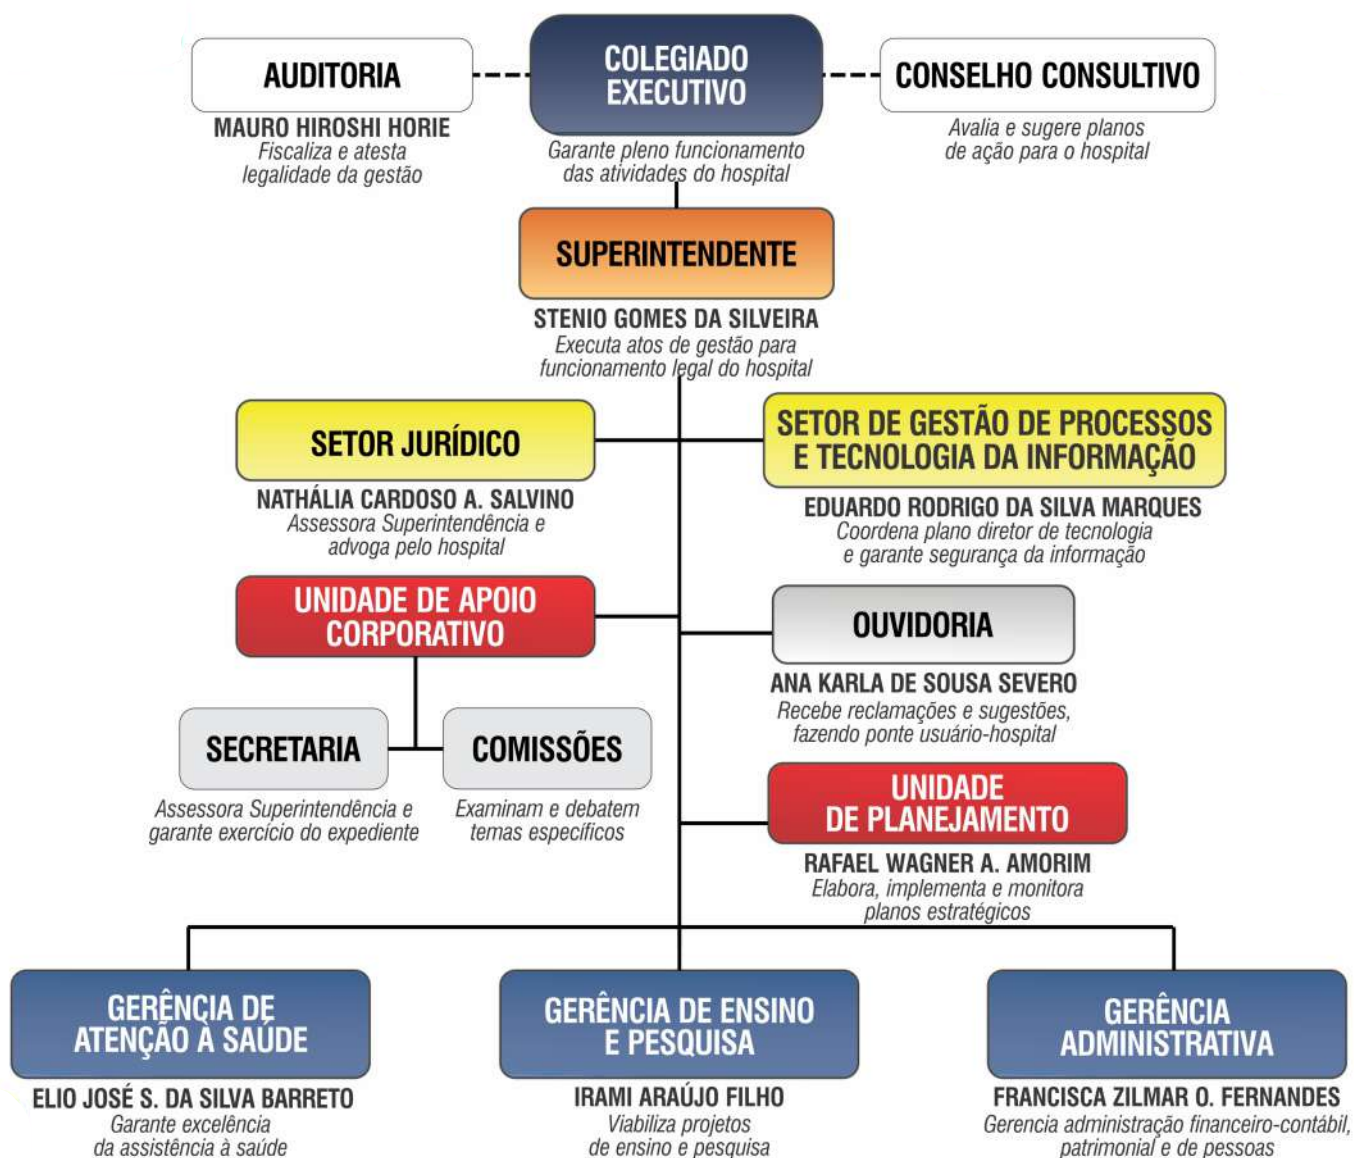 AUDITORIA
MAURO HIROSHI HORIE
Fiscaliza e atesta
legalidade da gestão
COLEGIADO
EXECUTIVO
Garante pleno funcionamento
das atividades do hospital
CONSELHO CONSULTIVO
Avalia e sugere planos
de ação para o hospital
SUPERINTENDENTE
STENIO GOMES DA SILVEIRA
Executa atos de gestão para
funcionamento legal do hospital
SETOR JURÍDICO
NATHÁLIA CARDOSO A. SALVINO
Assessora Superintendência e
advoga pelo hospital
SETOR DE GESTÃO DE PROCESSOS
E TECNOLOGIA DA INFORMAÇÃO
EDUARDO RODRIGO DA SILVA MARQUES
Coordena plano diretor de tecnologia
e garante segurança da informação
UNIDADE DE APOIO
CORPORATIVO
OUVIDORIA
ANA KARLA DE SOUSA SEVERO
Recebe reclamações e sugestões,
fazendo ponte usuário-hospital
SECRETARIA
Assessora Superintendência e
garante exercício do expediente
COMISSÕES
Examinam e debatem
temas específicos
UNIDADE
DE PLANEJAMENTO
RAFAEL WAGNER A. AMORIM
Elabora, implementa e monitora
planos estratégicos
GERÊNCIA DE
ATENÇÃO À SAÚDE
ELIO JOSÉ S. DA SILVA BARRETO
Garante excelência
da assistência à saúde
GERÊNCIA DE ENSINO
E PESQUISA
IRAMI ARAÚJO FILHO
Viabiliza projetos
de ensino e pesquisa
GERÊNCIA
ADMINISTRATIVA
FRANCISCA ZILMAR O. FERNANDES
Gerencia administração financeiro-contábil,
patrimonial e de pessoas